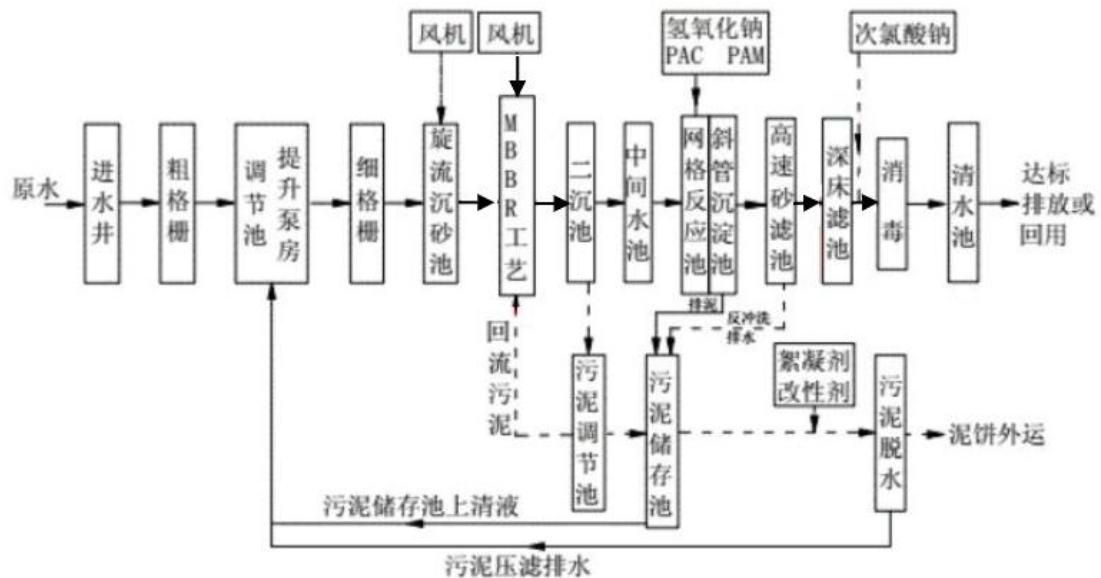 风机
风机
氢氧化钠
PAC PAM
次氯酸钠
原水
进水井
粗格栅
调节池
提升泵房
细格栅
旋流沉砂池
MBBR工艺
二沉池
中间水池
网格反应池
斜管沉淀池
高速砂滤池
深床滤池
消毒
清水池
达标
排放或
回用
排泥
反冲洗
排水
回流污泥
污泥调节池
污泥储存池
絮凝剂
改性剂
污泥脱水
泥饼外运
污泥储存池上清液
污泥压滤排水